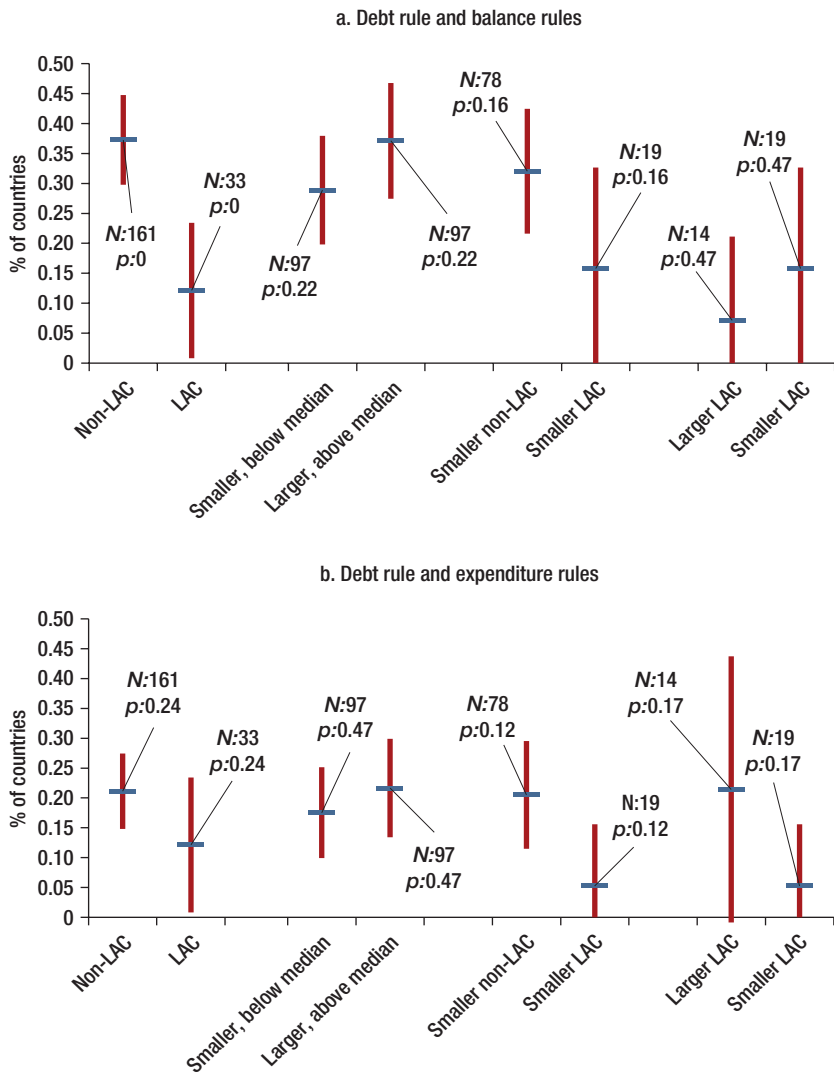 a. Debt rule and balance rules
% of countries
0.50
0.45
0.40
0.35
0.30
0.25
0.20
0.15
0.10
0.05
0
N:161
p:0
N:33
p:0
N:97
p:0.22
N:97
p:0.22
N:78
p:0.16
N:19
p:0.16
N:14
p:0.47
N:19
p:0.47
Non-LAC
LAC
Smaller, below median
Larger, above median
Smaller non-LAC
Smaller LAC
Larger LAC
Smaller LAC
b. Debt rule and expenditure rules
% of countries
0.50
0.45
0.40
0.35
0.30
0.25
0.20
0.15
0.10
0.05
0
N:161
p:0.24
N:33
p:0.24
N:97
p:0.47
N:97
p:0.47
N:78
p:0.12
N:19
p:0.12
N:14
p:0.17
N:19
p:0.17
Non-LAC
LAC
Smaller, below median
Larger, above median
Smaller non-LAC
Smaller LAC
Larger LAC
Smaller LAC